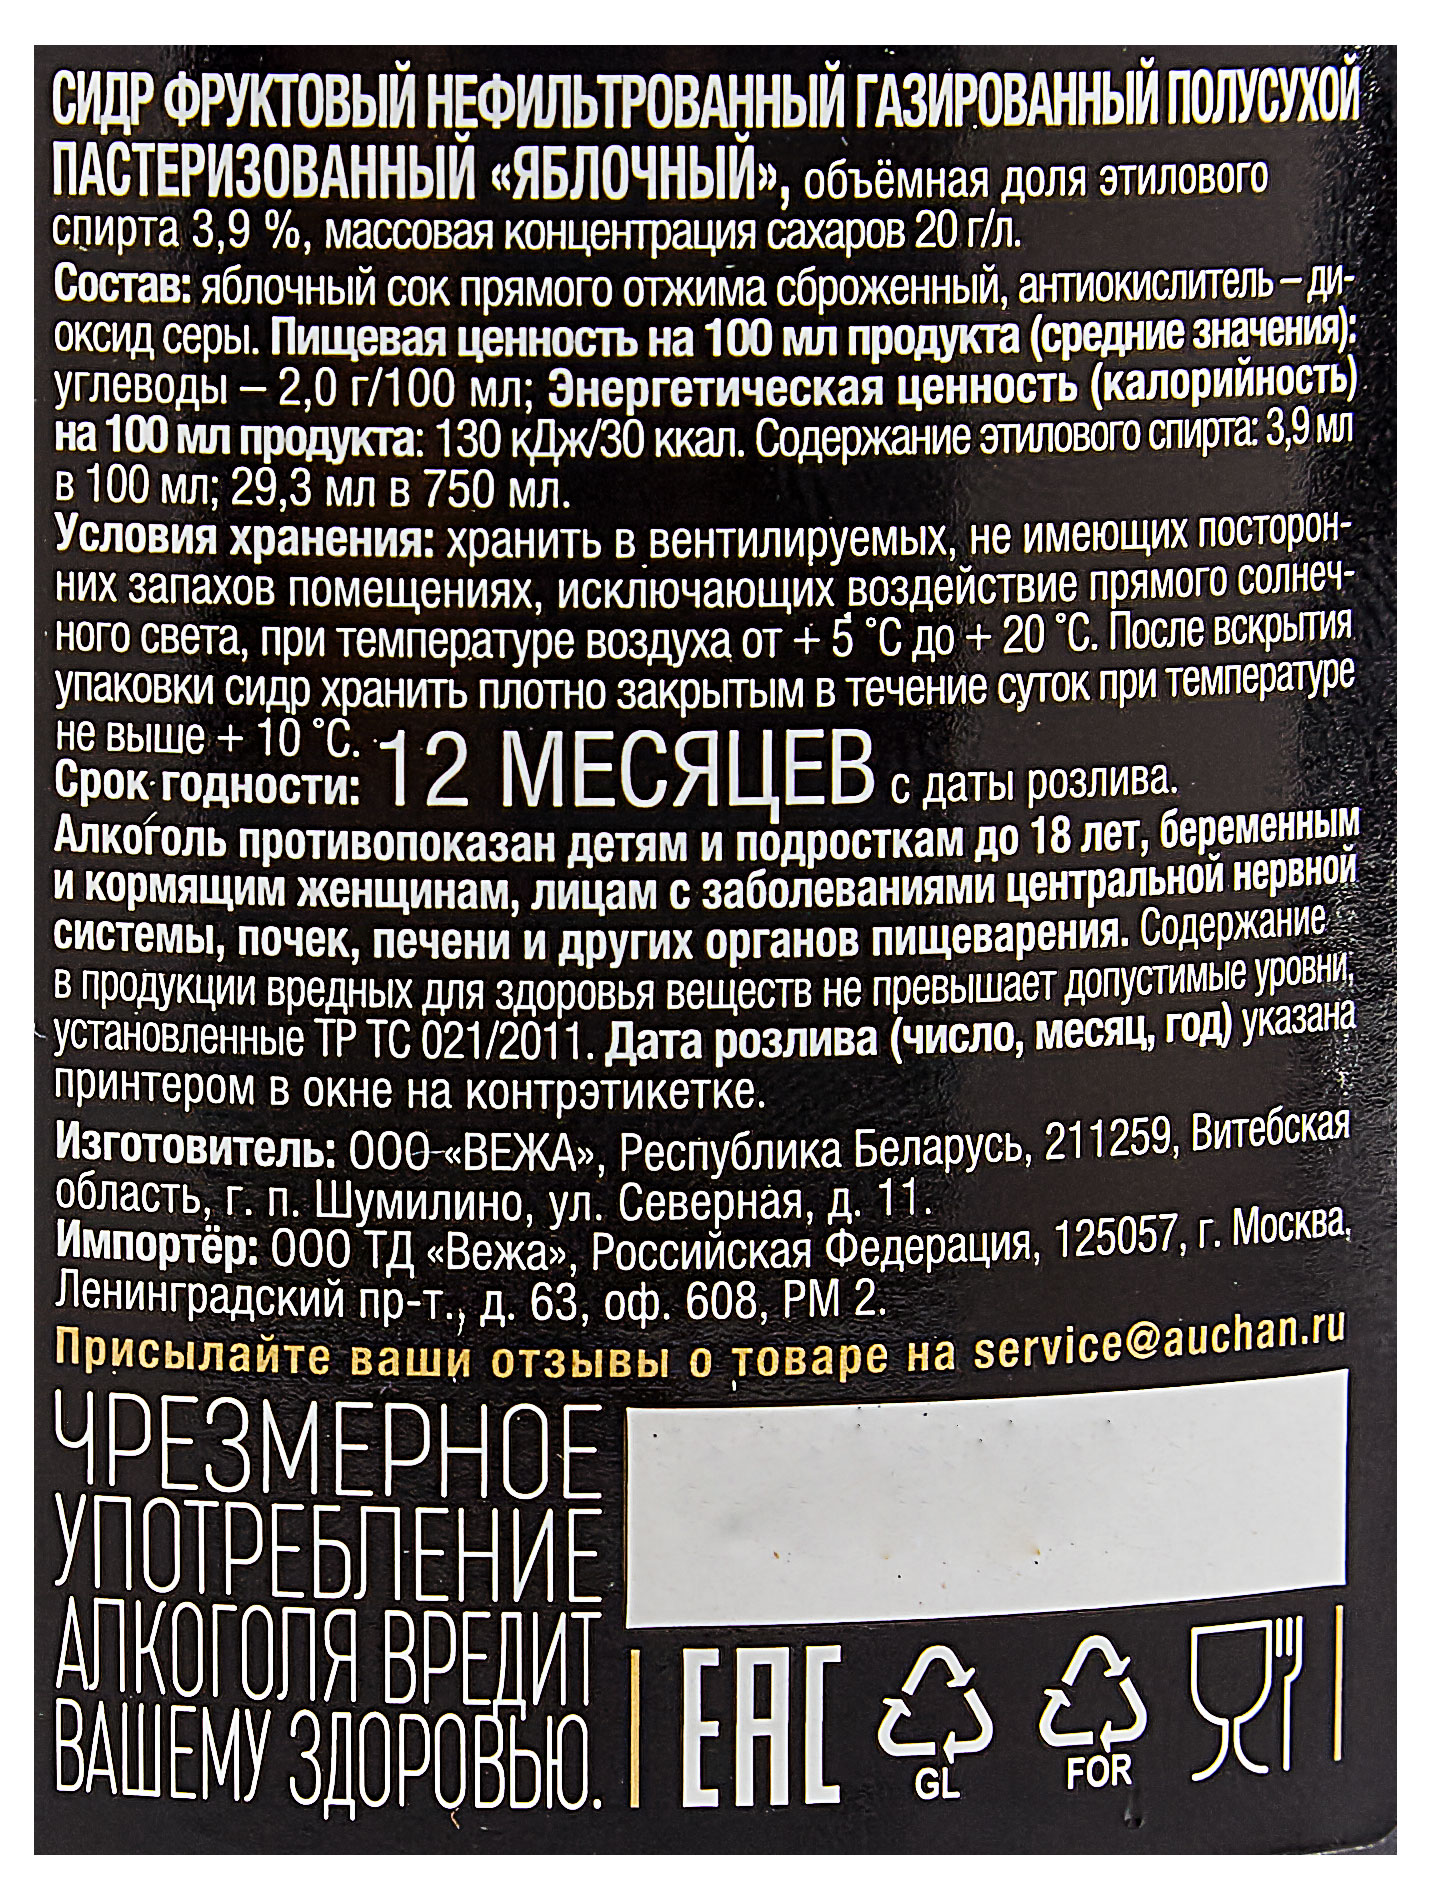 СИДР ФРУКТОВЫЙ НЕФИЛЬТРОВАННЫЙ ГАЗИРОВАННЫЙ ПОЛУСУХОЙ
ПАСТЕРИЗОВАННЫЙ «ЯБЛОЧНЫЙ», объёмная доля этилового
спирта 3,9 %, массовая концентрация сахаров 20 г/л.
Состав: яблочный сок прямого отжима сброженный, антиокислитель – ди-
оксид серы. Пищевая ценность на 100 мл продукта (средние значения):
углеводы – 2,0 г/100 мл; Энергетическая ценность (калорийность)
на 100 мл продукта: 130 кДж/30 ккал. Содержание этилового спирта: 3,9 мл
в 100 мл; 29,3 мл в 750 мл.
Условия хранения: хранить в вентилируемых, не имеющих посторон-
них запахов помещениях, исключающих воздействие прямого солнеч-
ного света, при температуре воздуха от + 5 °С до + 20 °С. После вскрытия
упаковки сидр хранить плотно закрытым в течение суток при температуре
не выше + 10 °С.
Срок годности: 12 МЕСЯЦЕВ с даты розлива.
Алкоголь противопоказан детям и подросткам до 18 лет, беременным
и кормящим женщинам, лицам с заболеваниями центральной нервной
системы, почек, печени и других органов пищеварения. Содержание
в продукции вредных для здоровья веществ не превышает допустимые уровни,
установленные ТР ТС 021/2011. Дата розлива (число, месяц, год) указана
принтером в окне на контрэтикетке.
Изготовитель: ООО «ВЕЖА», Республика Беларусь, 211259, Витебская
область, г. п. Шумилино, ул. Северная, д. 11.
Импортёр: ООО ТД «Вежа», Российская Федерация, 125057, г. Москва,
Ленинградский пр-т., д. 63, оф. 608, РМ 2.
Присылайте ваши отзывы о товаре на service@auchan.ru
ЧРЕЗМЕРНОЕ
УПОТРЕБЛЕНИЕ
АЛКОГОЛЯ ВРЕДИТ
ВАШЕМУ ЗДОРОВЬЮ.
EAC
GL
FOR